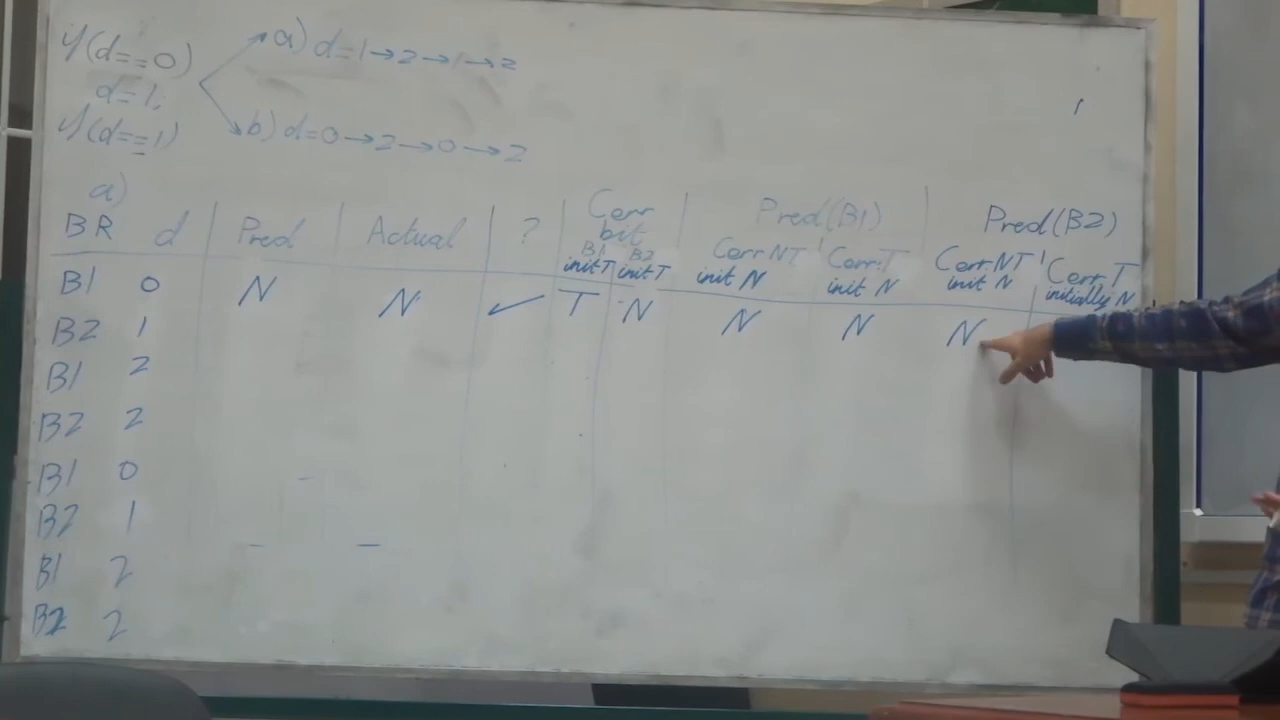 if(d==0)
d=1;
if(d==1)
a) d=1→2→1→2
b) d=0→2→0→2
a)
BR d Pred Actual ? Corr bit Pred(B1) Pred(B2)
B1 init T B2 init T Corr. NT init N Corr. T init N Corr. NT init N Corr. T initially N
B1 0 N N ✓ T N N N N
B2 1
B1 2
B2 2
B1 0
B2 1
B1 2
B2 2